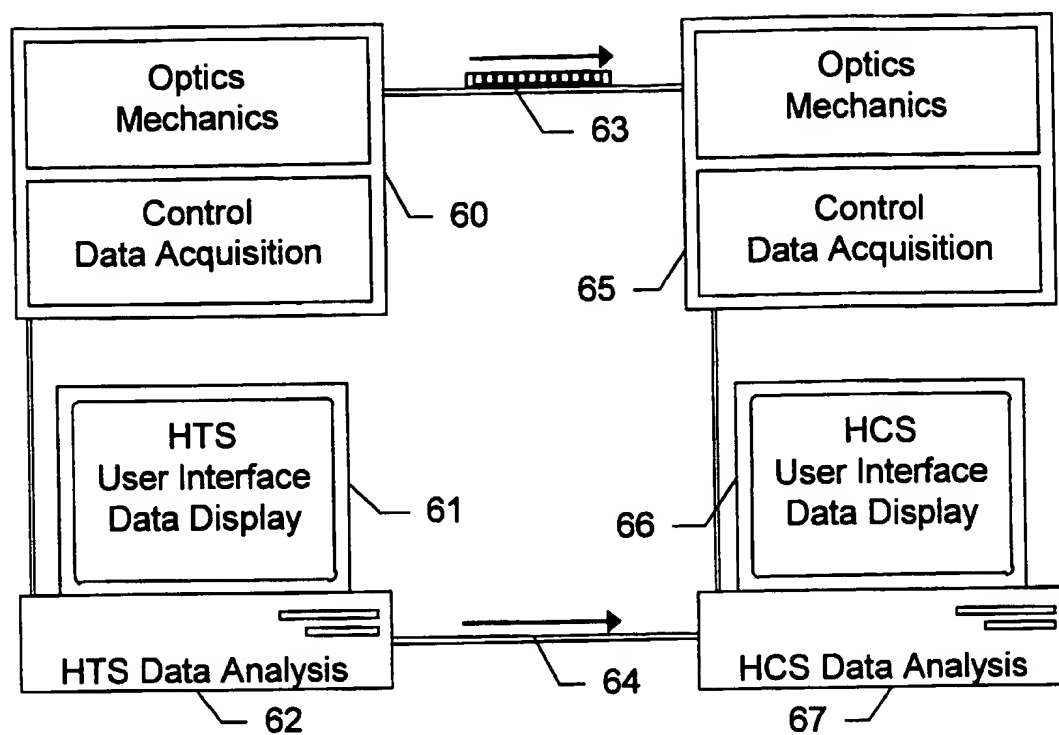 Optics
Mechanics
Control
Data Acquisition
60
63
Optics
Mechanics
Control
Data Acquisition
65
HTS
User Interface
Data Display
61
HCS
User Interface
Data Display
66
HTS Data Analysis
62
64
HCS Data Analysis
67